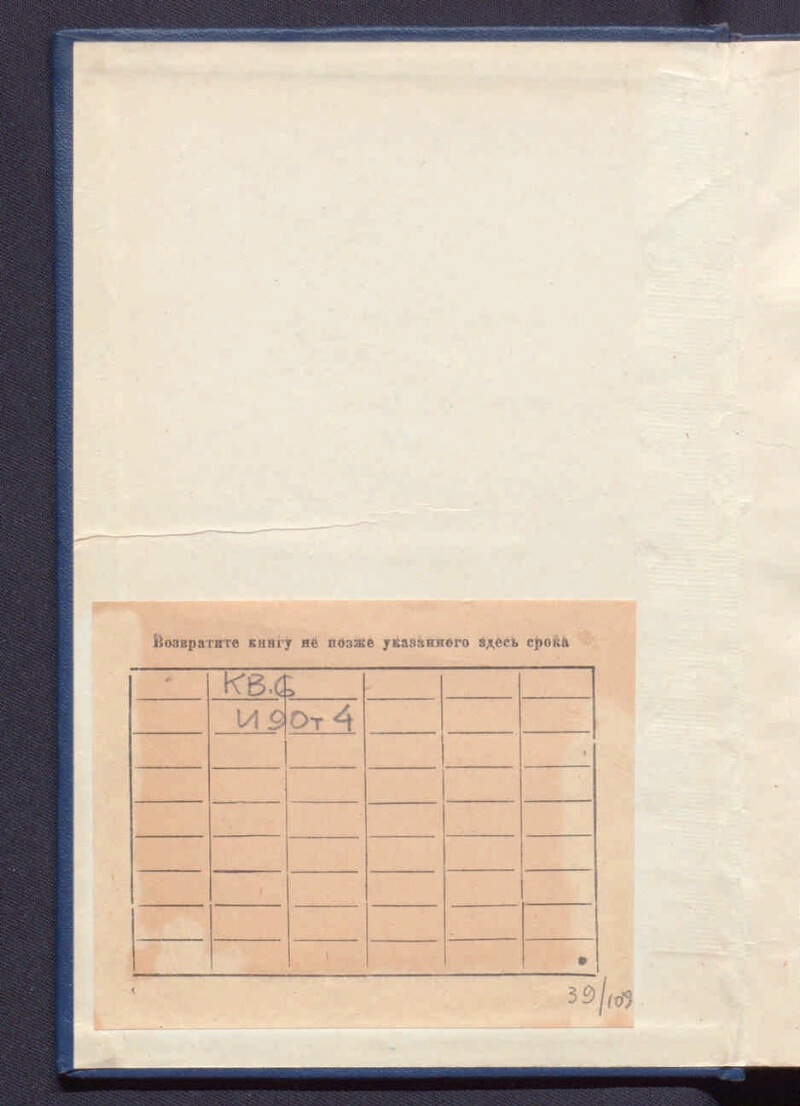 Возвратите книгу не позже указанного здесь срока
КВ.6
И90т4
39/109